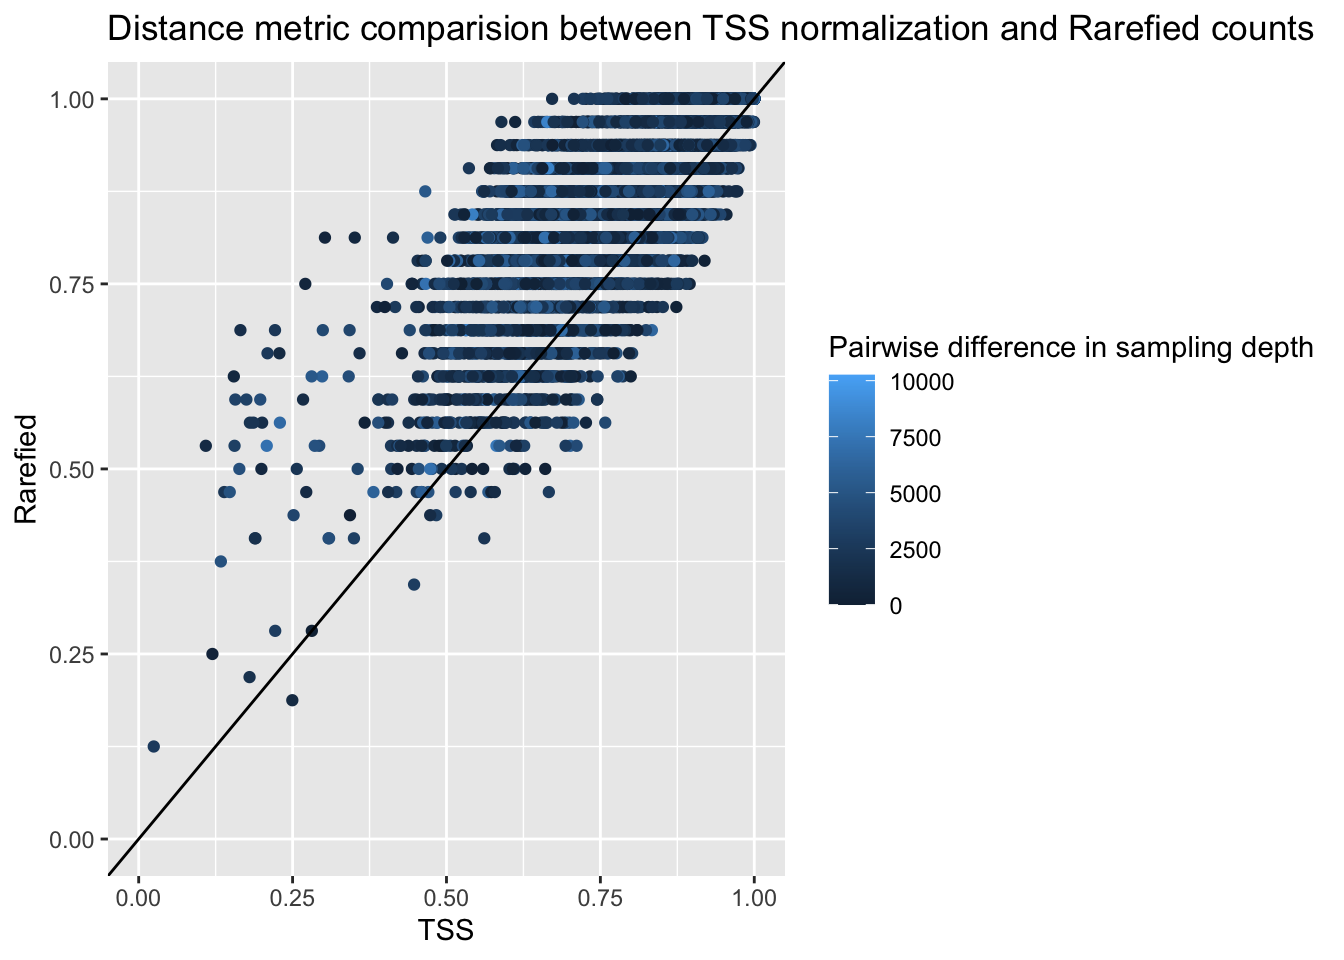 Distance metric comparision between TSS normalization and Rarefied counts
1.00
0.75
0.50
0.25
0.00
Rarefied
0.00 0.25 0.50 0.75 1.00
TSS
Pairwise difference in sampling depth
10000
7500
5000
2500
0